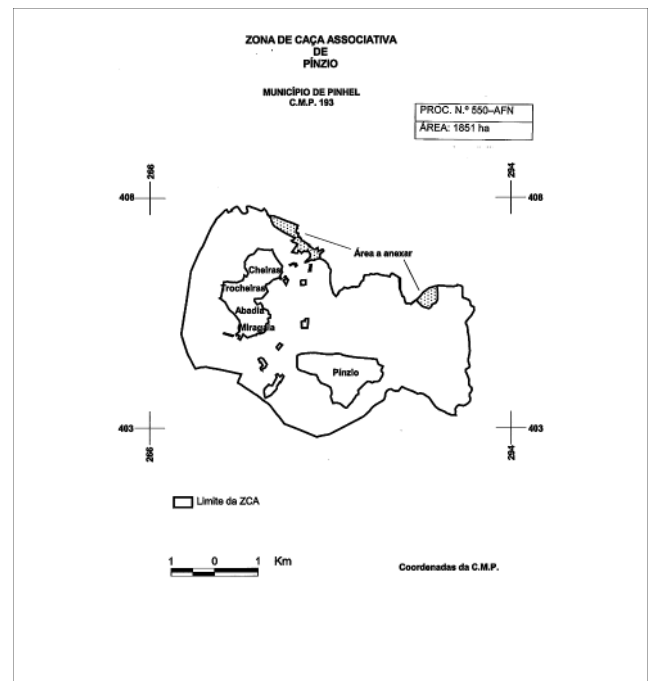 ZONA DE CAÇA ASSOCIATIVA
DE
PÍNZIO
MUNICÍPIO DE PINHEL
C.M.P. 193
PROC. N.º 550–AFN
ÁREA: 1851 ha
266
294
408
408
Área a anexar
Cheiras
Trocheiras
Abadia
Miragaia
Pínzio
403
403
266
294
Limite da ZCA
1 0 1 Km
Coordenadas da C.M.P.